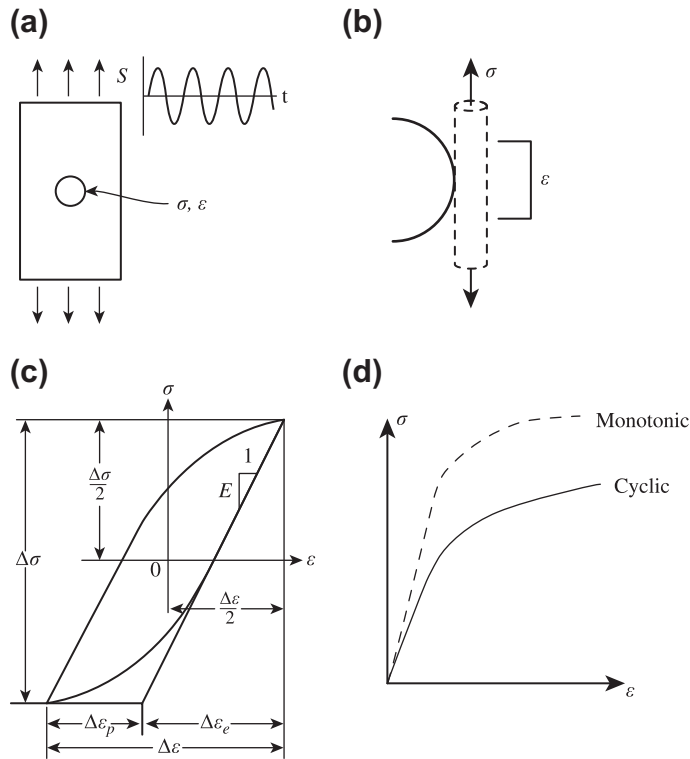 (a)
S
t
σ, ε
(b)
σ
ε
(c)
σ
1
E
Δσ/2
Δσ
0
ε
Δε/2
Δεₚ
Δεₑ
Δε
(d)
σ
Monotonic
Cyclic
ε